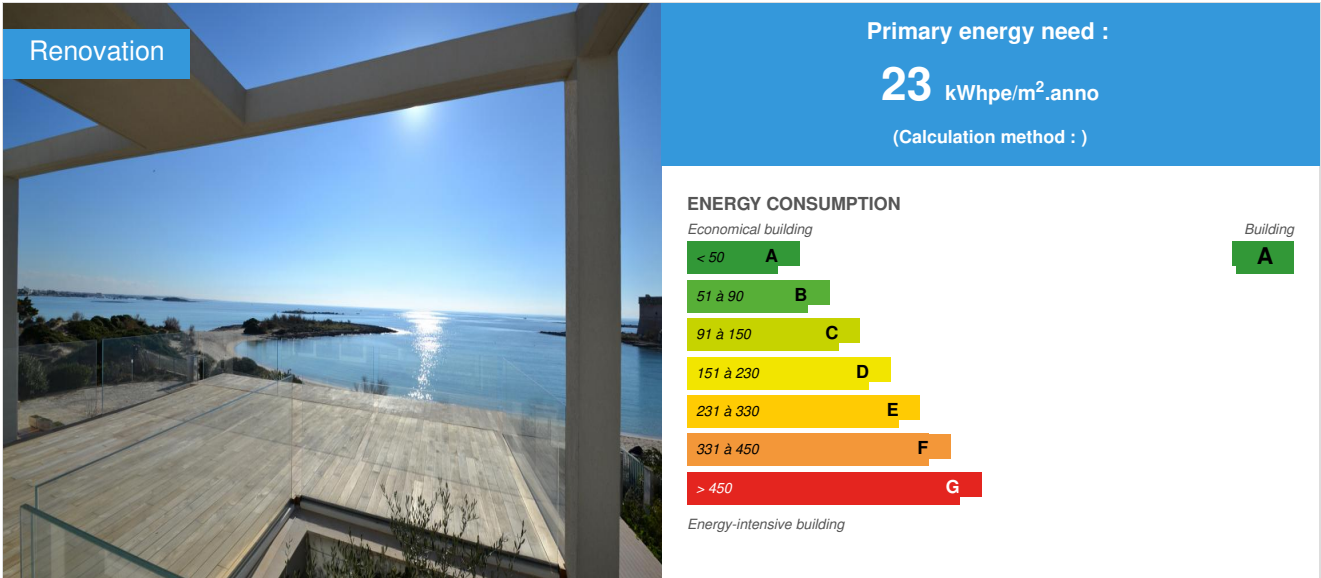 Renovation
Primary energy need :
23 kWhpe/m².anno
(Calculation method : )
ENERGY CONSUMPTION
Economical building
Building
< 50 A
A
51 à 90 B
91 à 150 C
151 à 230 D
231 à 330 E
331 à 450 F
> 450 G
Energy-intensive building